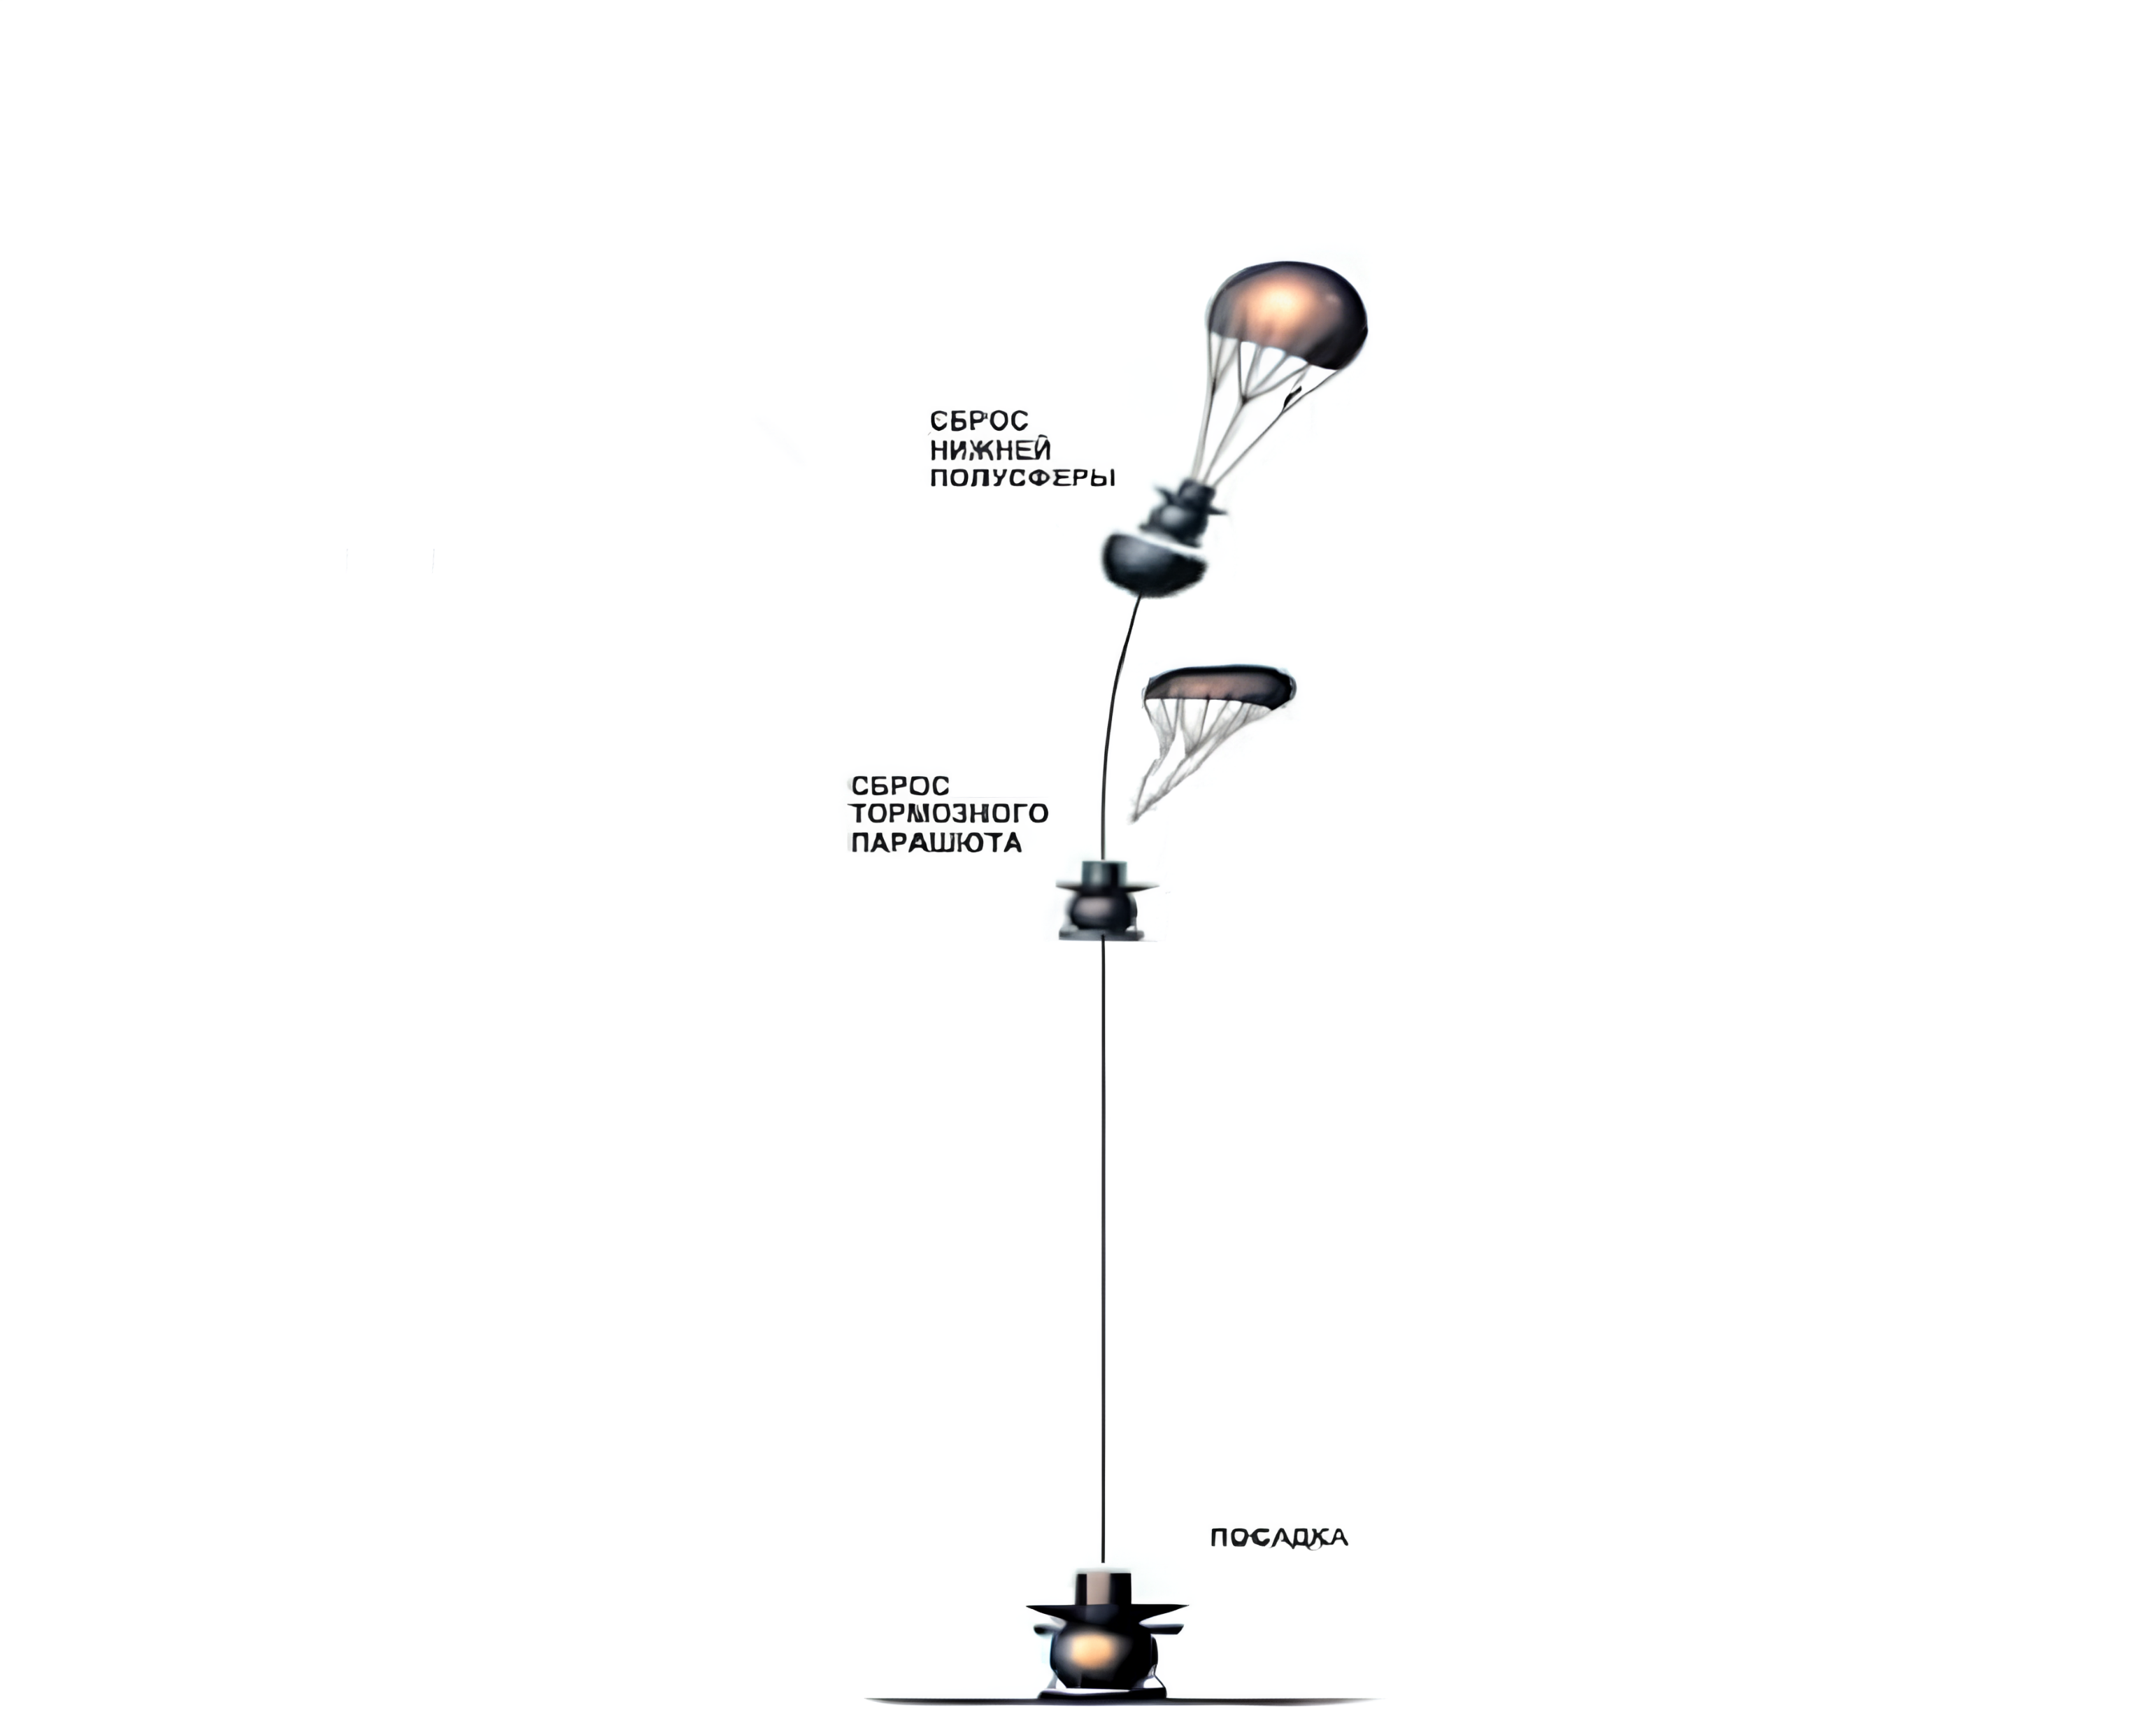 СБРОС
НИЖНЕЙ
ПОЛУСФЕРЫ
СБРОС
ТОРМОЗНОГО
ПАРАШЮТА
ПОСАДКА